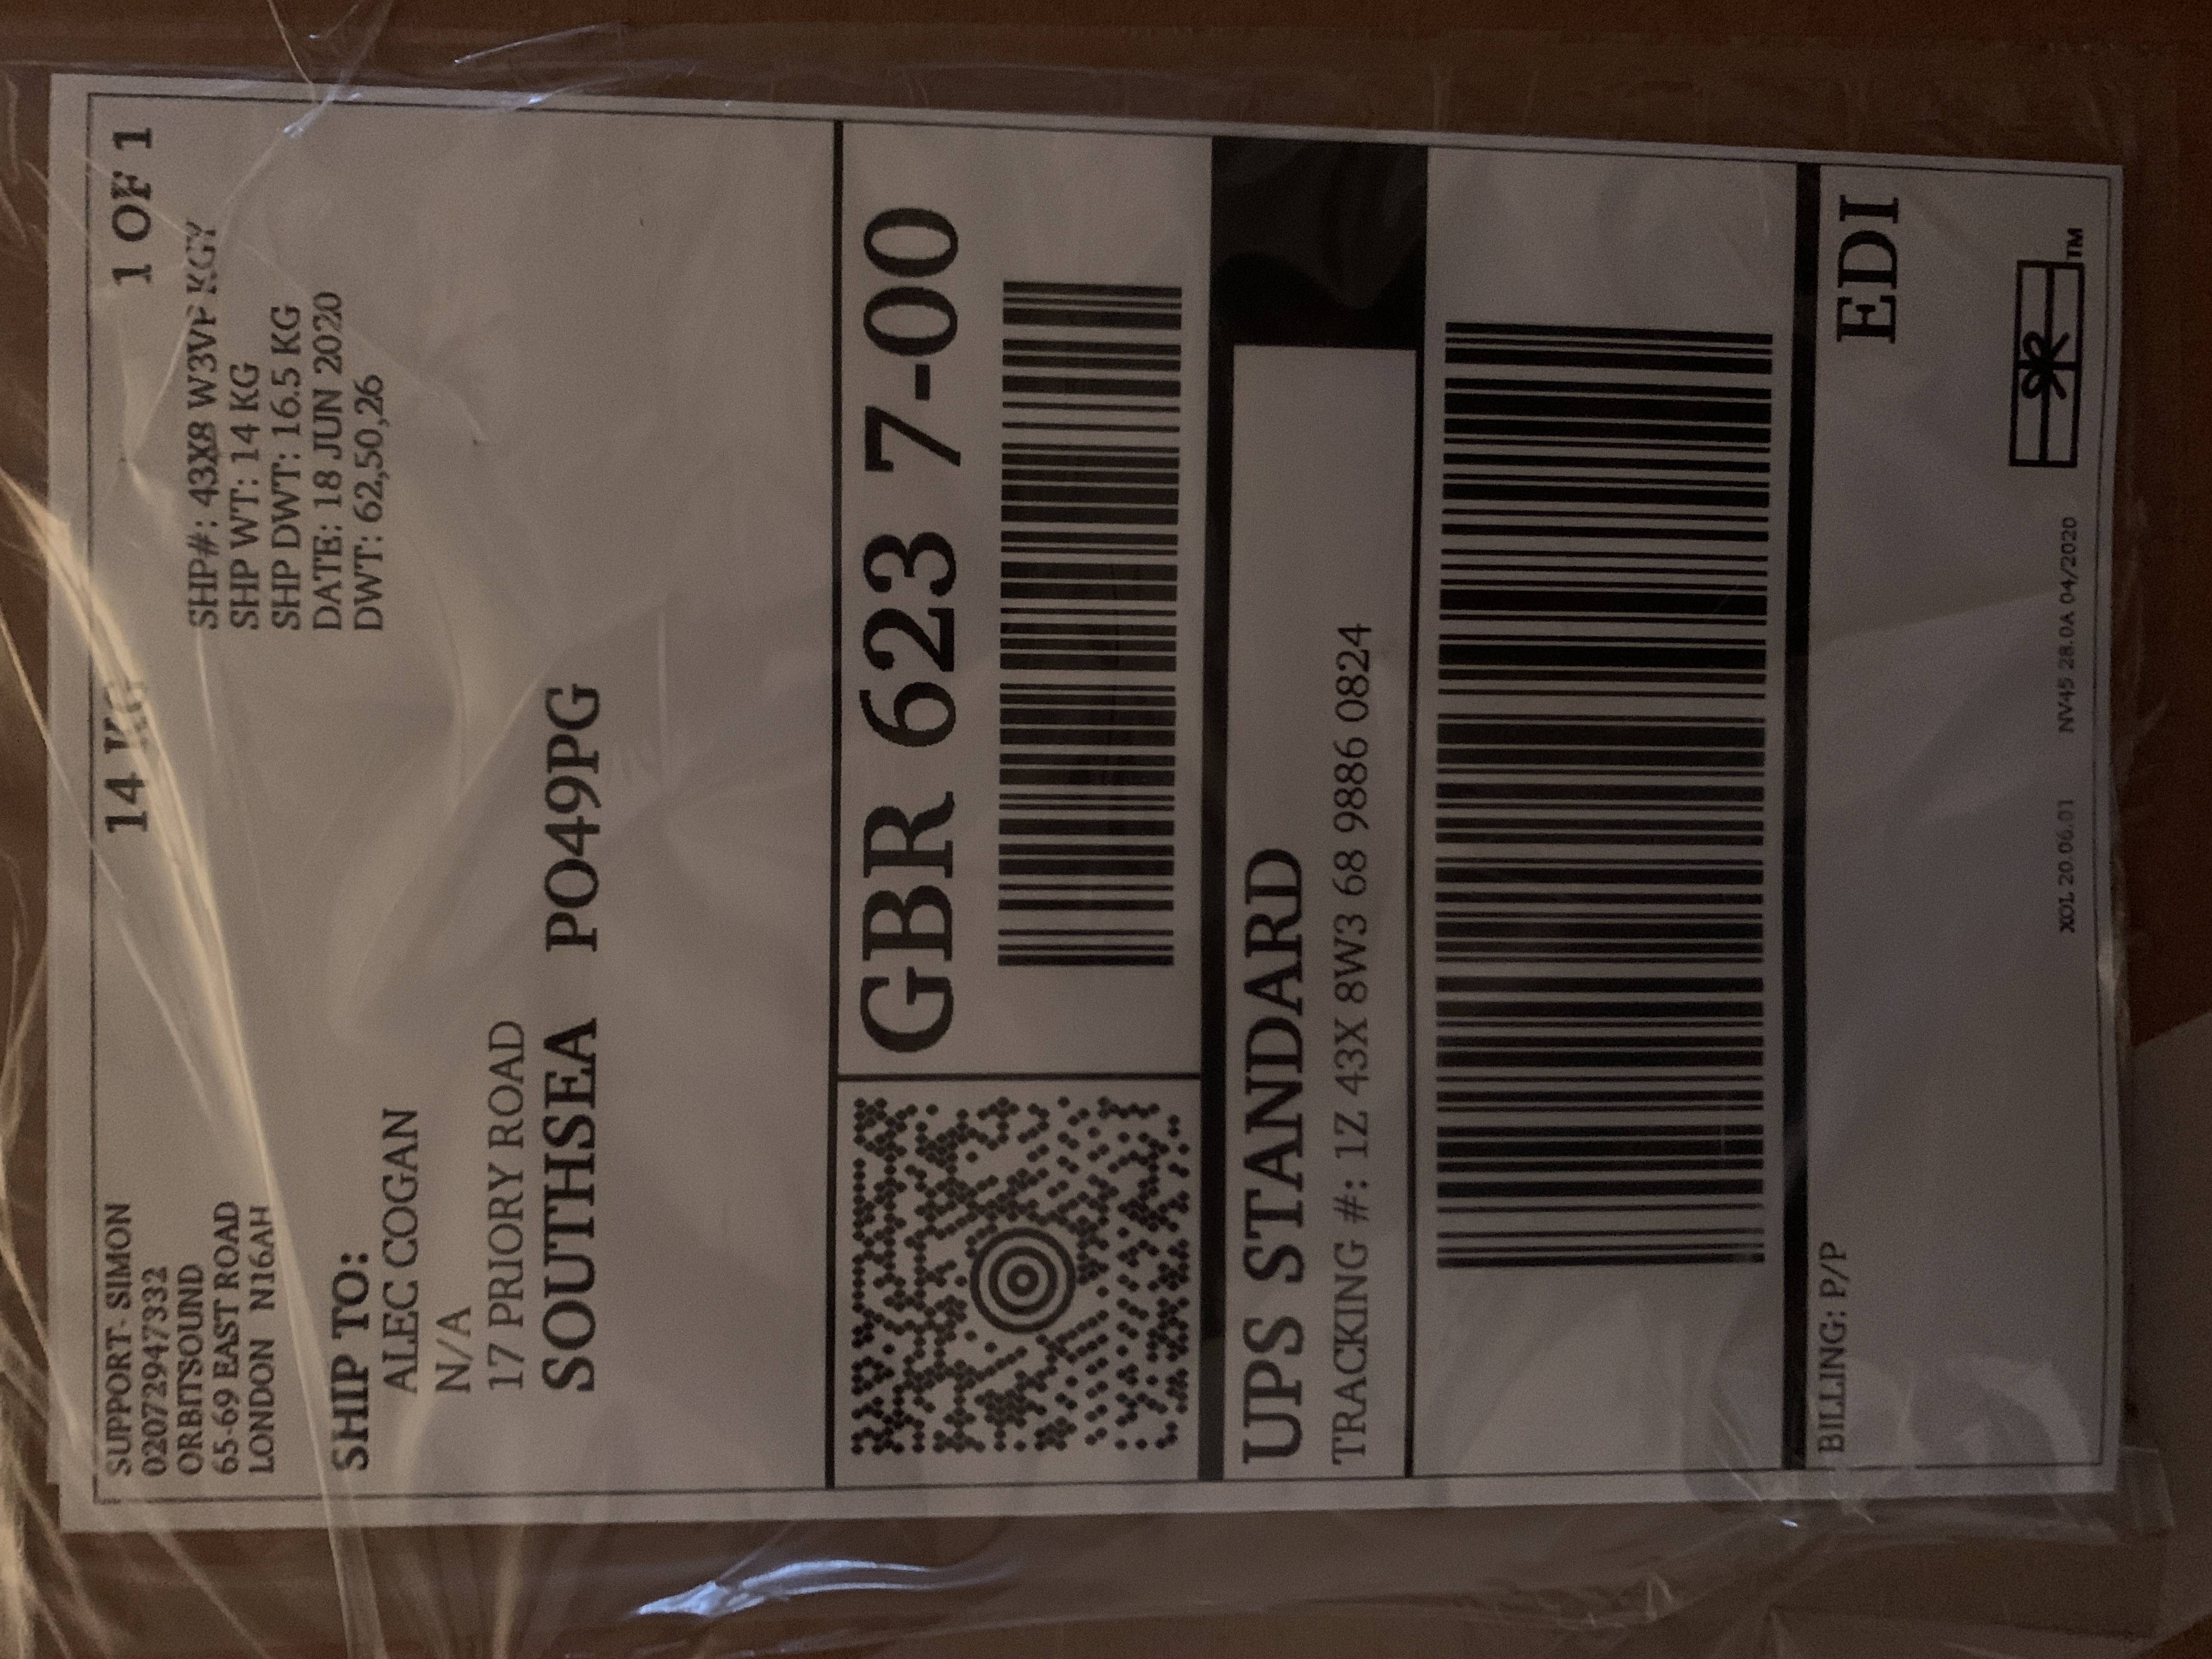 SUPPORT- SIMON
02072947332
ORBITSOUND
65-69 EAST ROAD
LONDON N16AH
14 KG
1 OF 1
SHP#: 43X8 W3VF KGY
SHP WT: 14 KG
SHP DWT: 16.5 KG
DATE: 18 JUN 2020
DWT: 62,50,26
SHIP TO:
ALEC COGAN
N/A
17 PRIORY ROAD
SOUTHSEA PO49PG
GBR 623 7-00
UPS STANDARD
TRACKING #: 1Z 43X 8W3 68 9886 0824
BILLING: P/P
EDI
XOL 20.06.01 NV45 28.0A 04/2020
TM